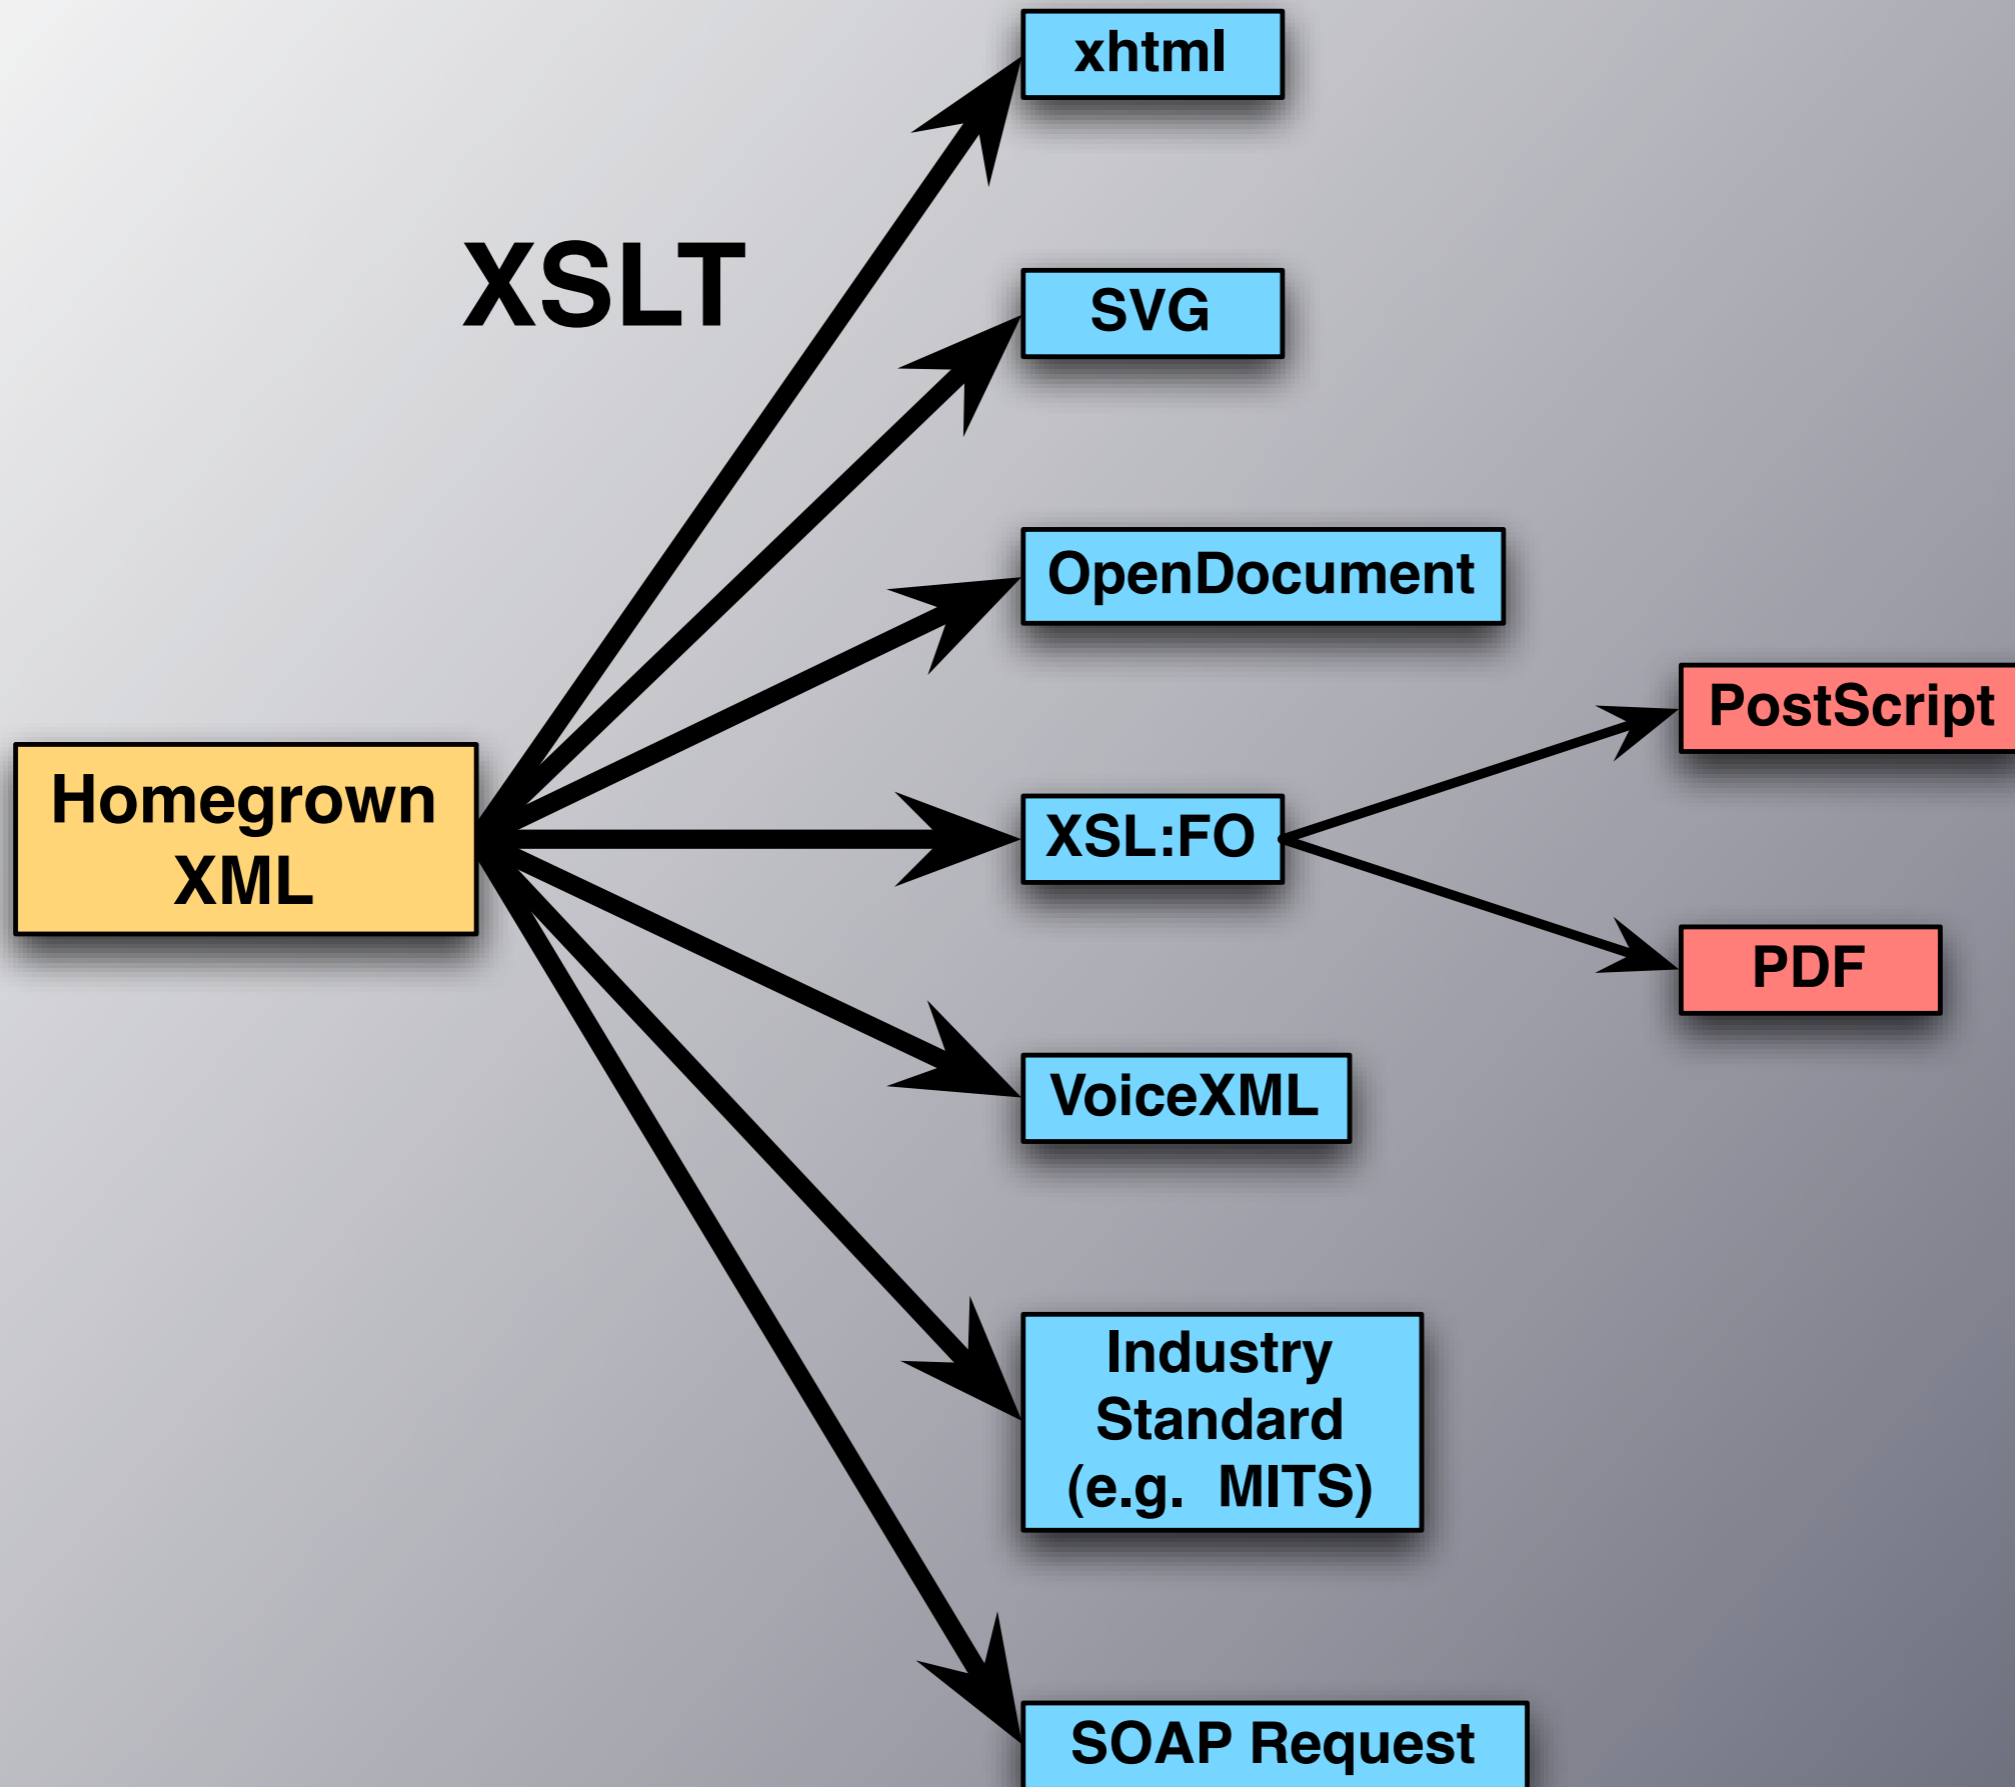 xhtml
XSLT
SVG
OpenDocument
PostScript
Homegrown
XML
XSL:FO
PDF
VoiceXML
Industry
Standard
(e.g. MITS)
SOAP Request